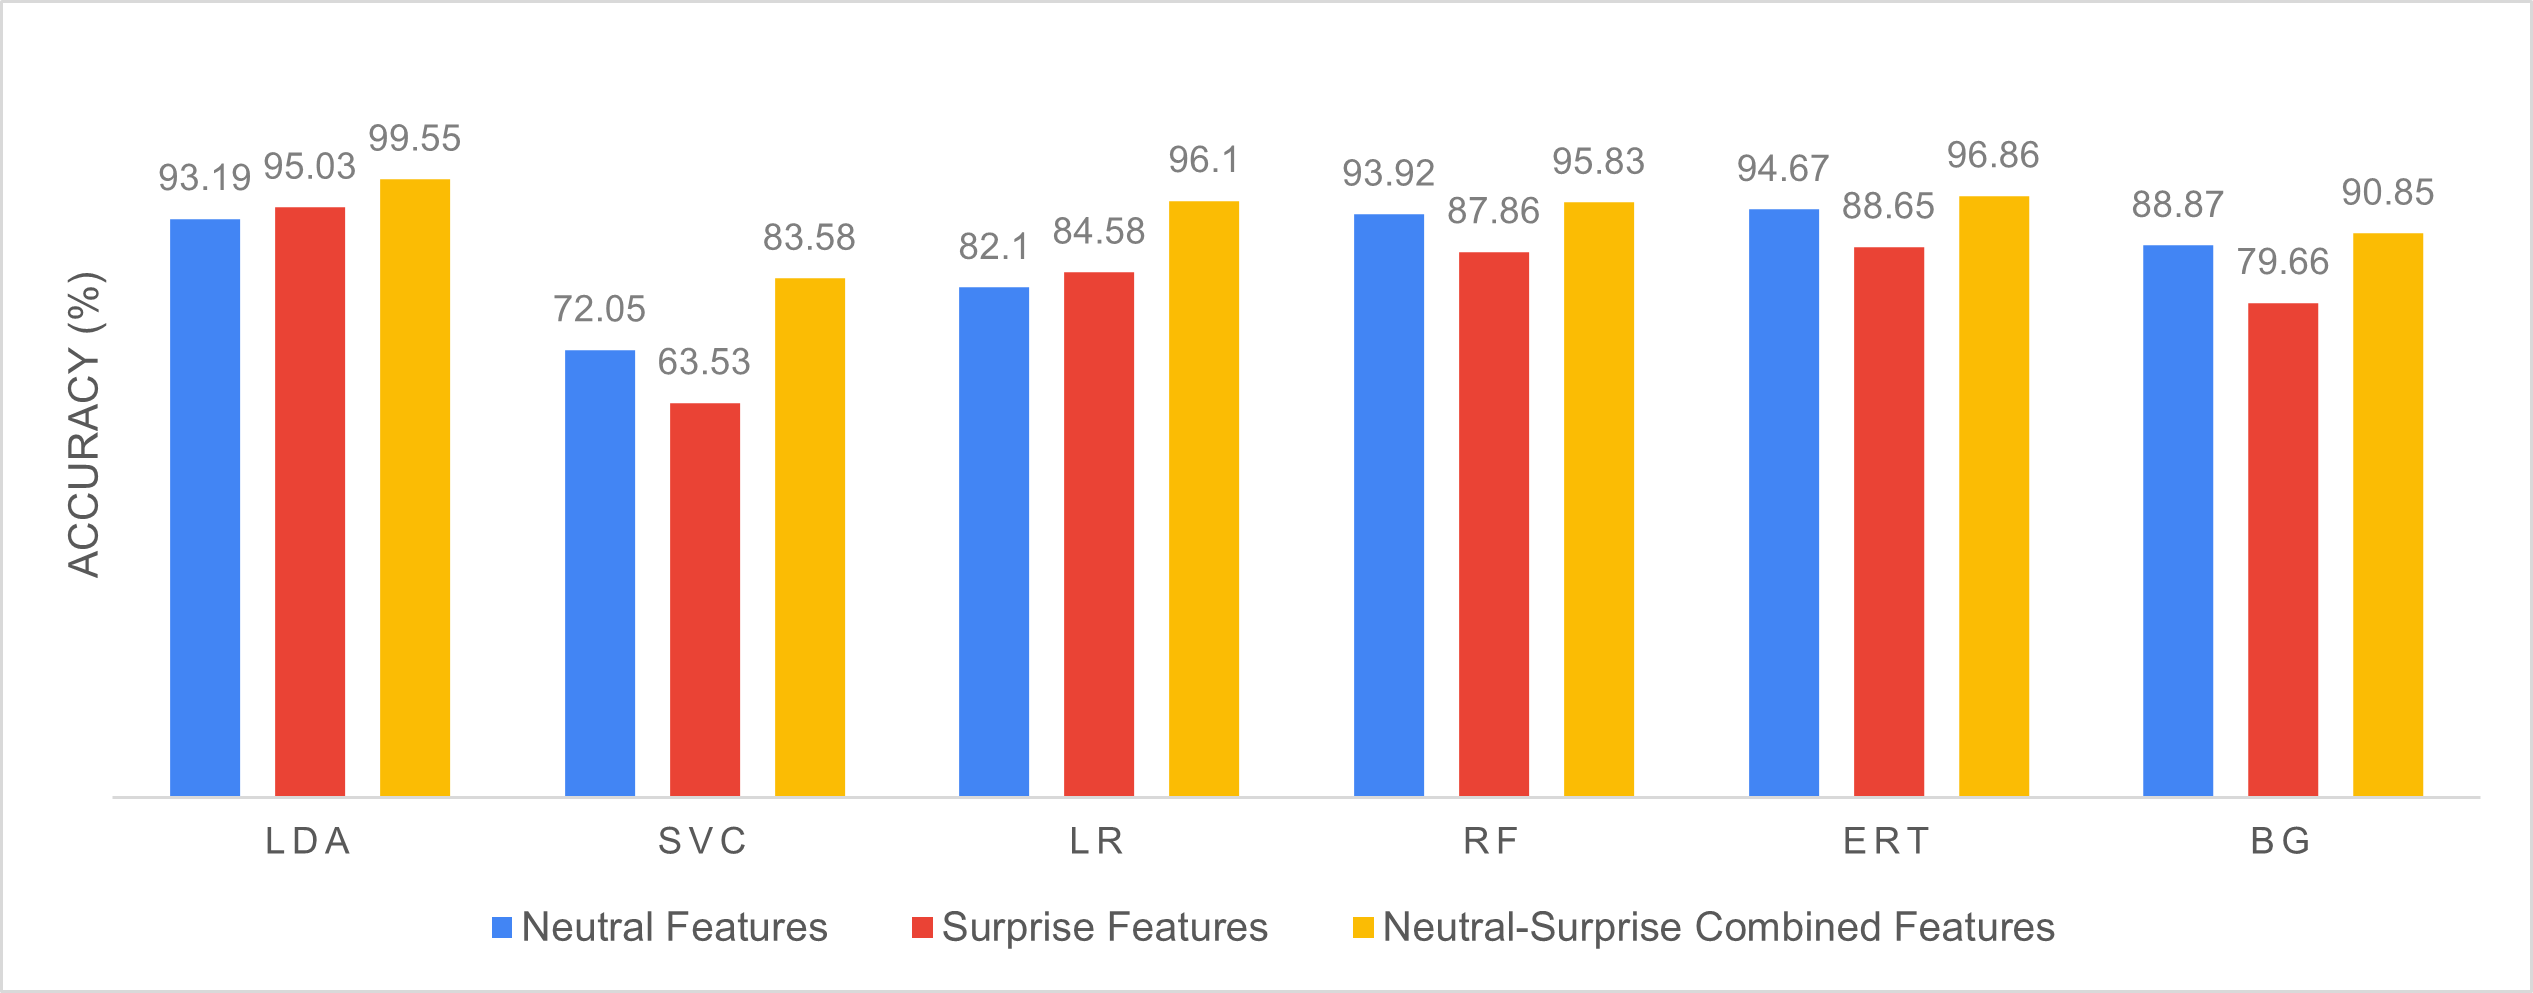 ACCURACY (%)
93.19 95.03 99.55
72.05 63.53 83.58
82.1 84.58 96.1
93.92 87.86 95.83
94.67 88.65 96.86
88.87 79.66 90.85
LDA SVC LR RF ERT BG
Neutral Features Surprise Features Neutral-Surprise Combined Features